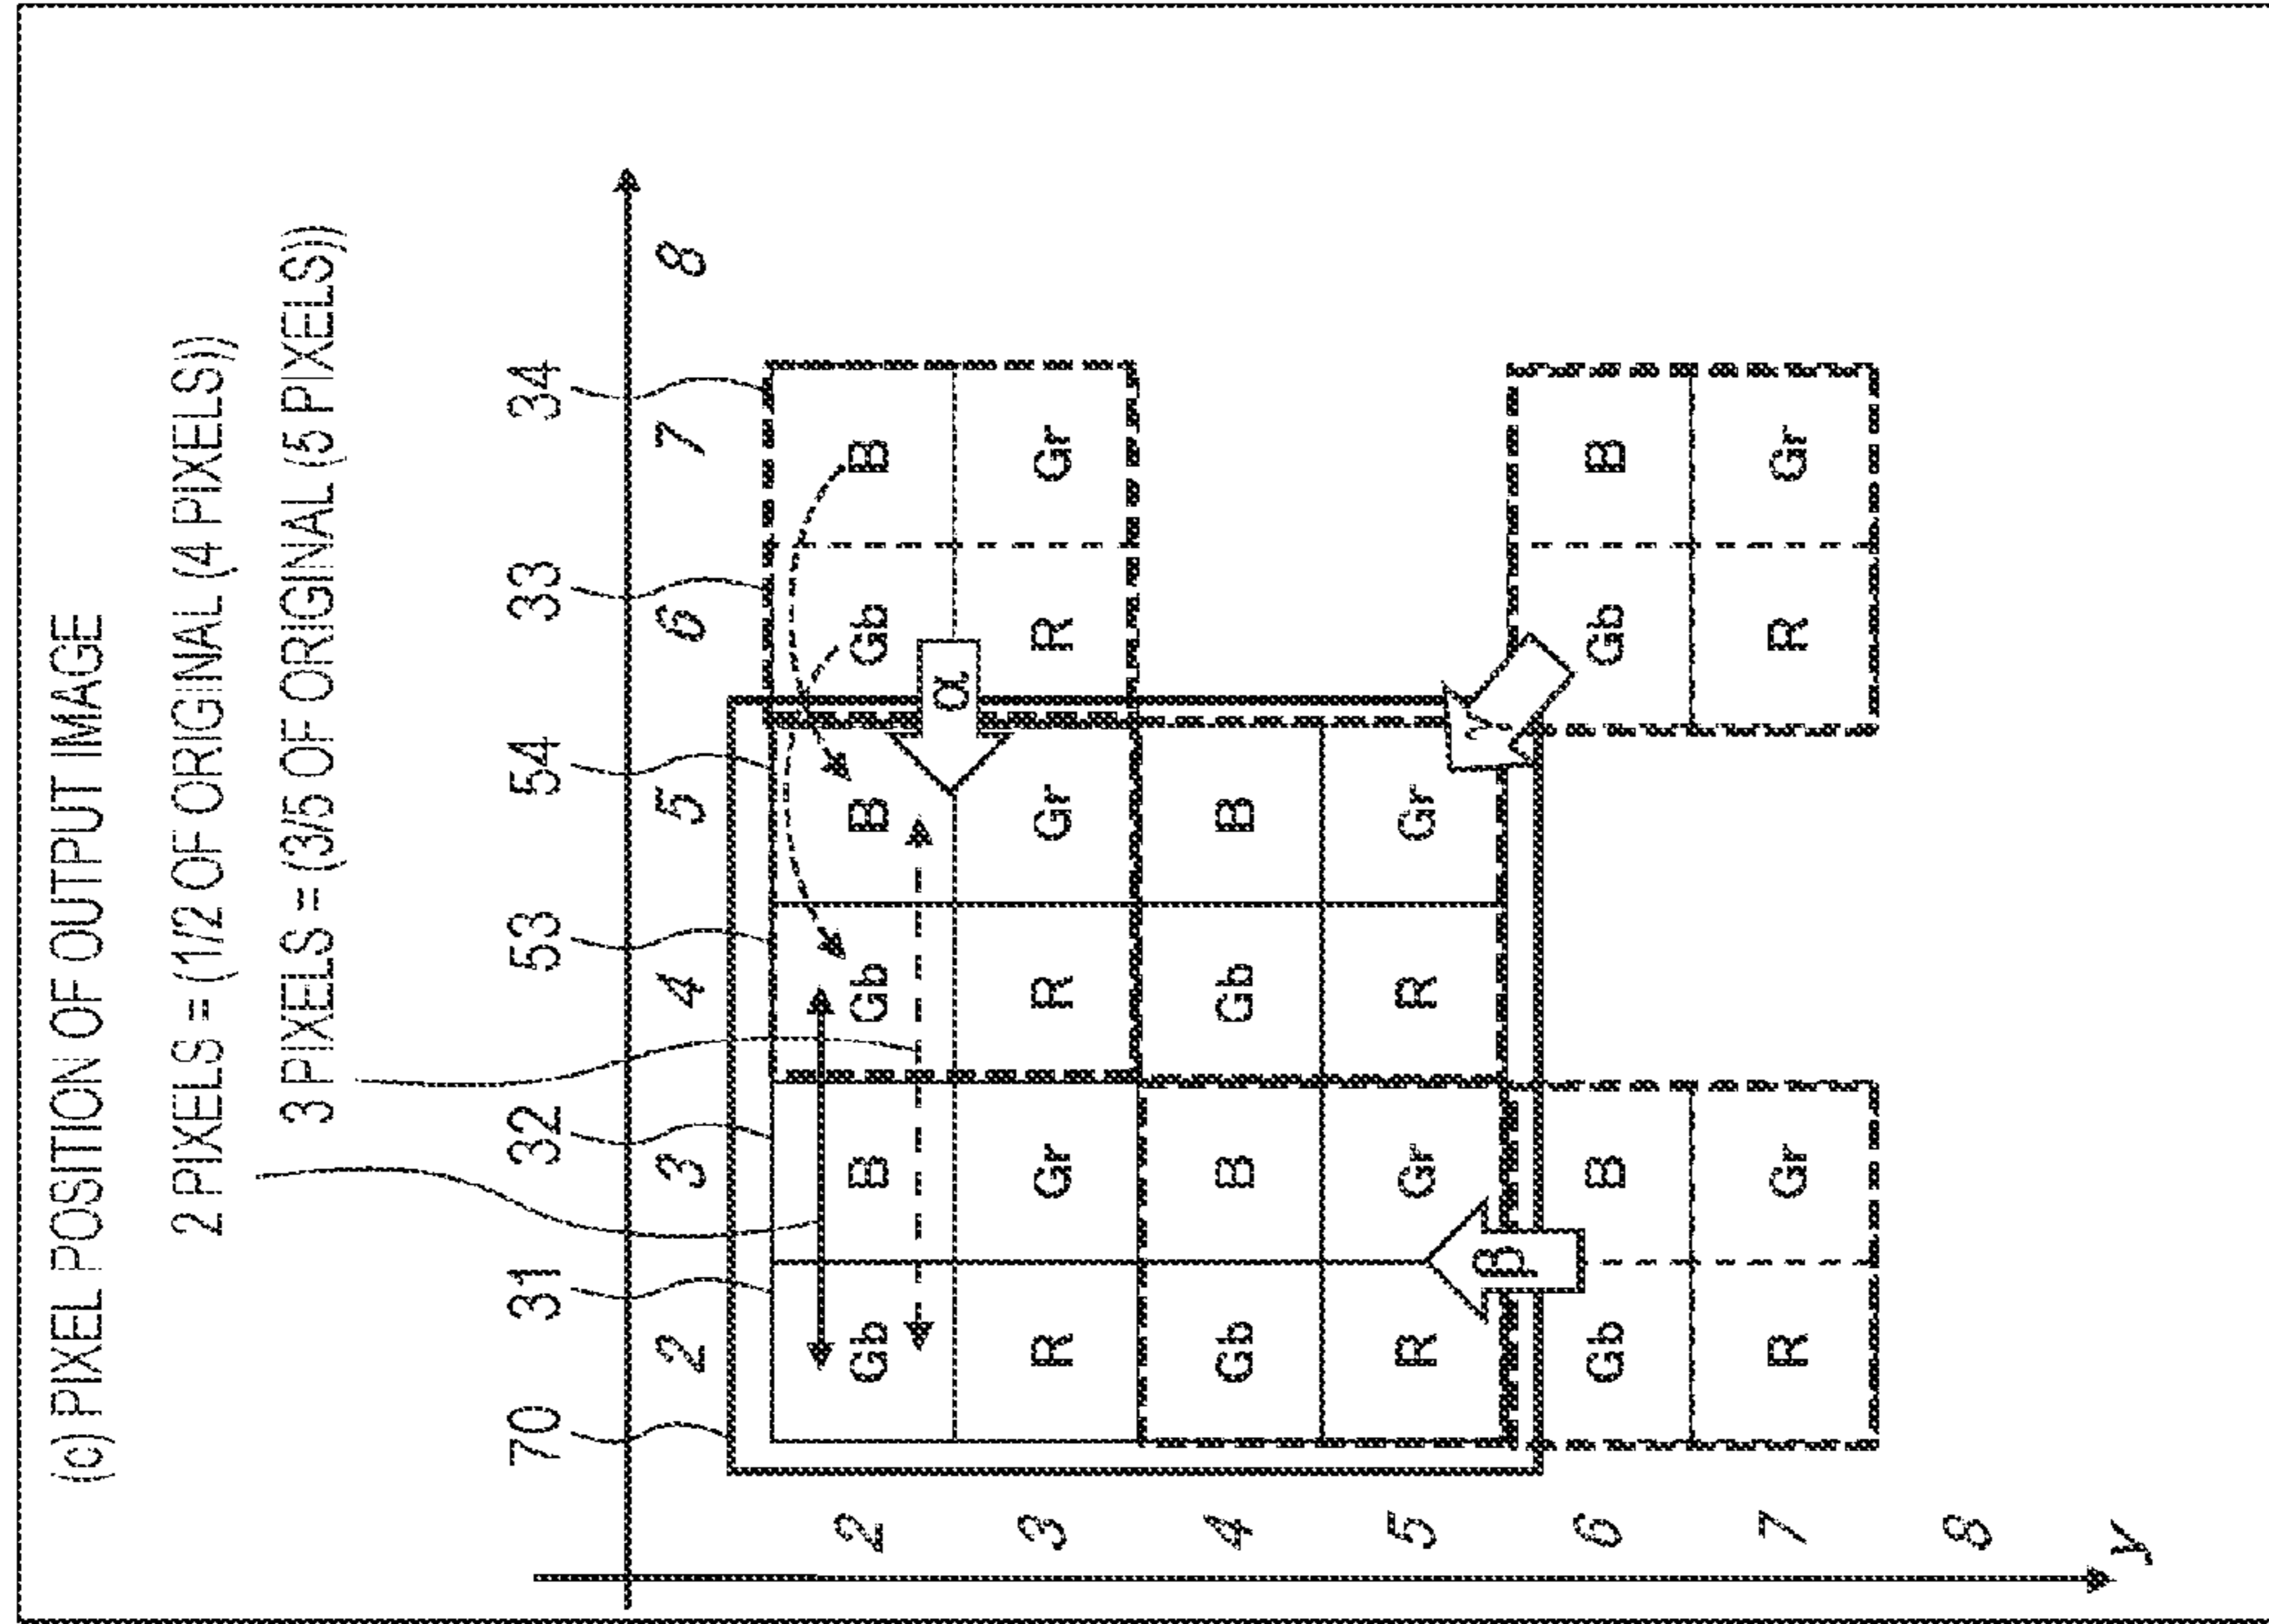 (c) PIXEL POSITION OF OUTPUT IMAGE
2 PIXELS = (1/2 OF ORIGINAL (4 PIXELS))
3 PIXELS = (3/5 OF ORIGINAL (5 PIXELS))
70 31 32 53 54 33 34
2 3 4 5 6 7 8
2 Gb B Gb B Gb B
α
3 R Gr R Gr R Gr
4 Gb B Gb B
5 R Gr R Gr
β γ
6 Gb B Gb B
7 R Gr R Gr
8
y